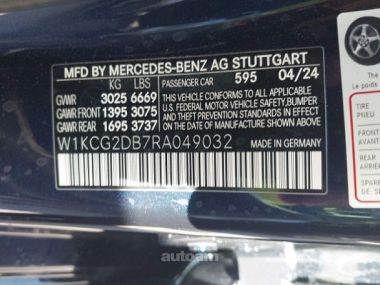 MFD BY MERCEDES-BENZ AG STUTTGART
KG LBS PASSENGER CAR 595 04/24
GVWR 3025 6669
GAWR FRONT 1395 3075
GAWR REAR 1695 3737
THIS VEHICLE CONFORMS TO ALL APPLICABLE
U.S. FEDERAL MOTOR VEHICLE SAFETY, BUMPER AND
THEFT PREVENTION STANDARDS IN EFFECT ON THE
DATE OF MANUFACTURE SHOWN ABOVE.
W1KCG2DB7RA049032 MADE IN GERMANY
Le poids
TIRE
PNEU
FRONT
REAR
autoam